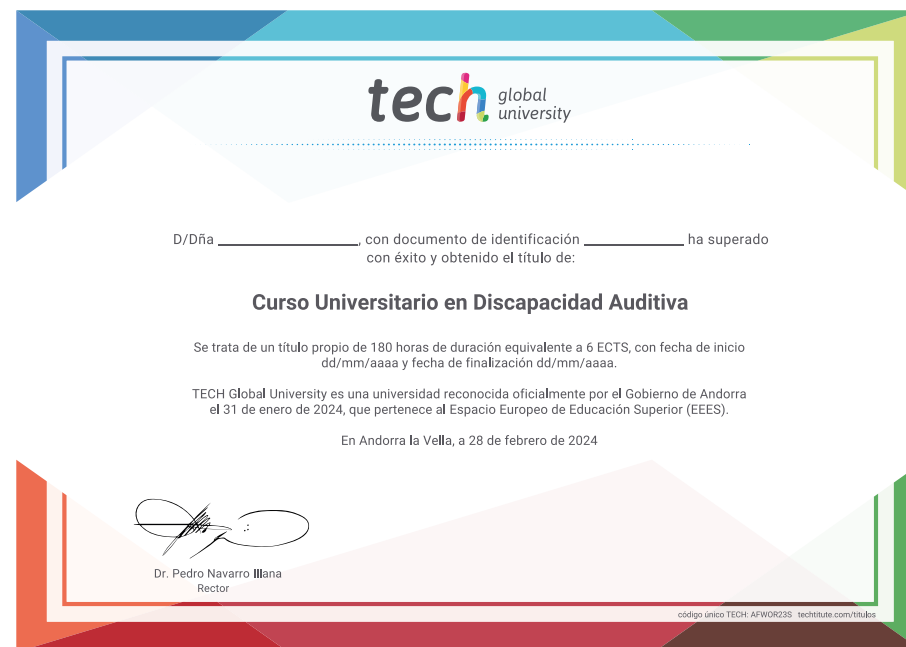 tech global university
D/Dña ______________, con documento de identificación __________ ha superado
con éxito y obtenido el título de:
Curso Universitario en Discapacidad Auditiva
Se trata de un título propio de 180 horas de duración equivalente a 6 ECTS, con fecha de inicio
dd/mm/aaaa y fecha de finalización dd/mm/aaaa.
TECH Global University es una universidad reconocida oficialmente por el Gobierno de Andorra
el 31 de enero de 2024, que pertenece al Espacio Europeo de Educación Superior (EEES).
En Andorra la Vella, a 28 de febrero de 2024
Dr. Pedro Navarro Illana
Rector
código único TECH: AFWOR23S techtitute.com/titulos